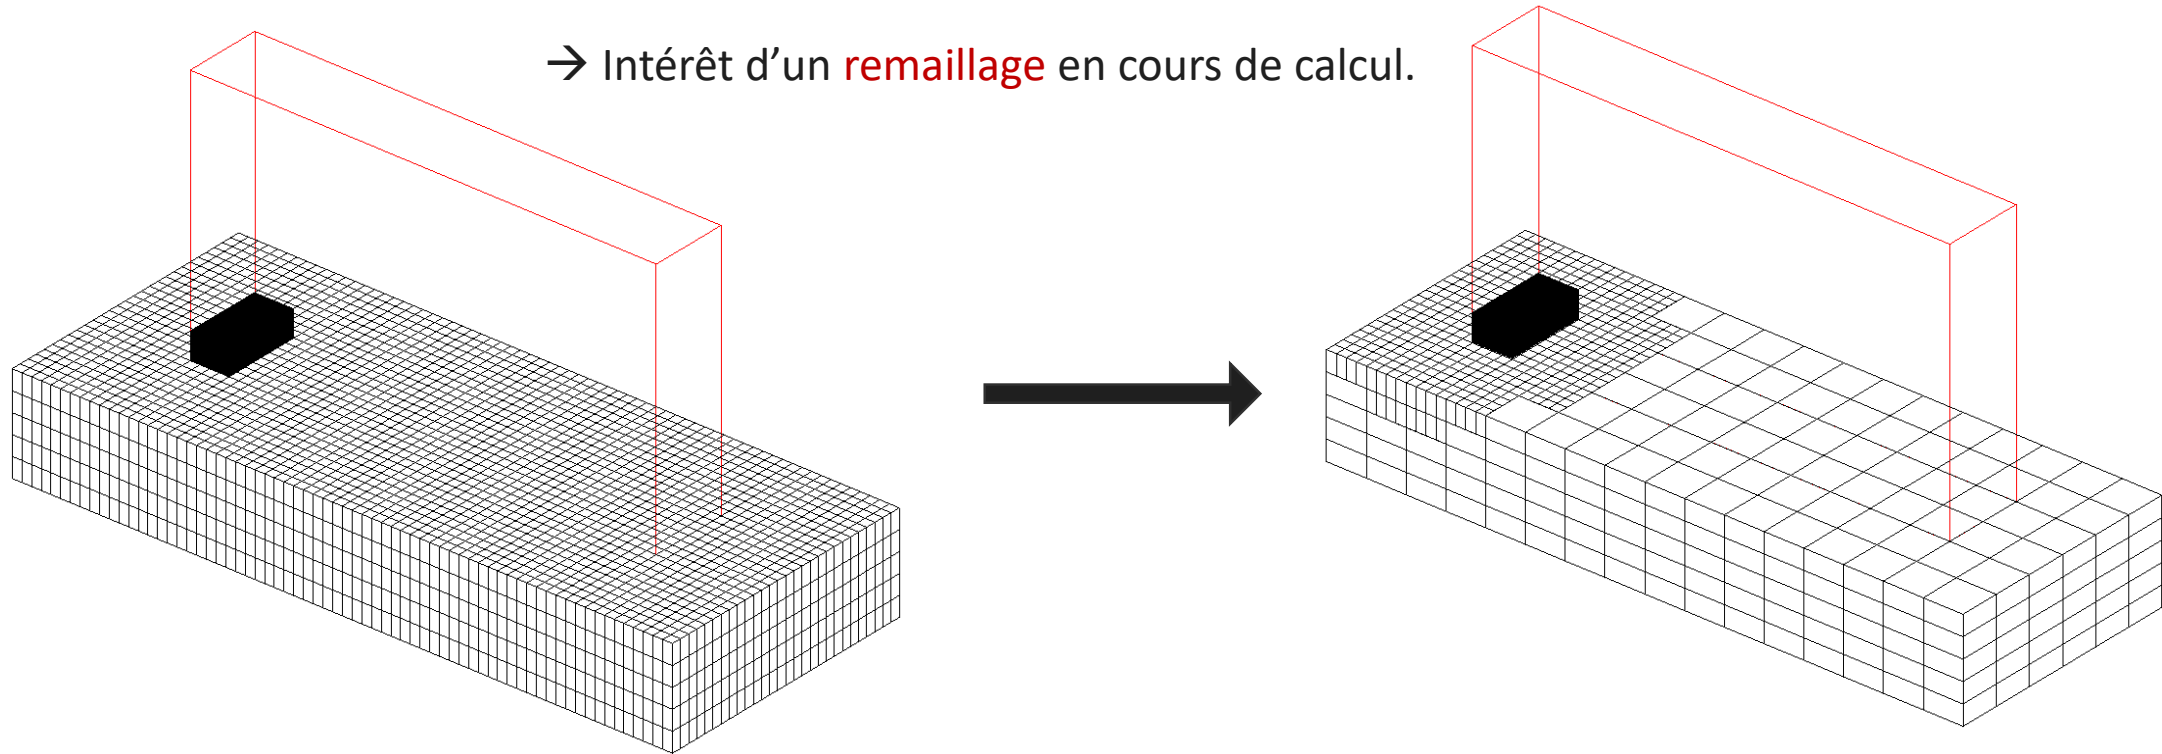 → Intérêt d’un remaillage en cours de calcul.